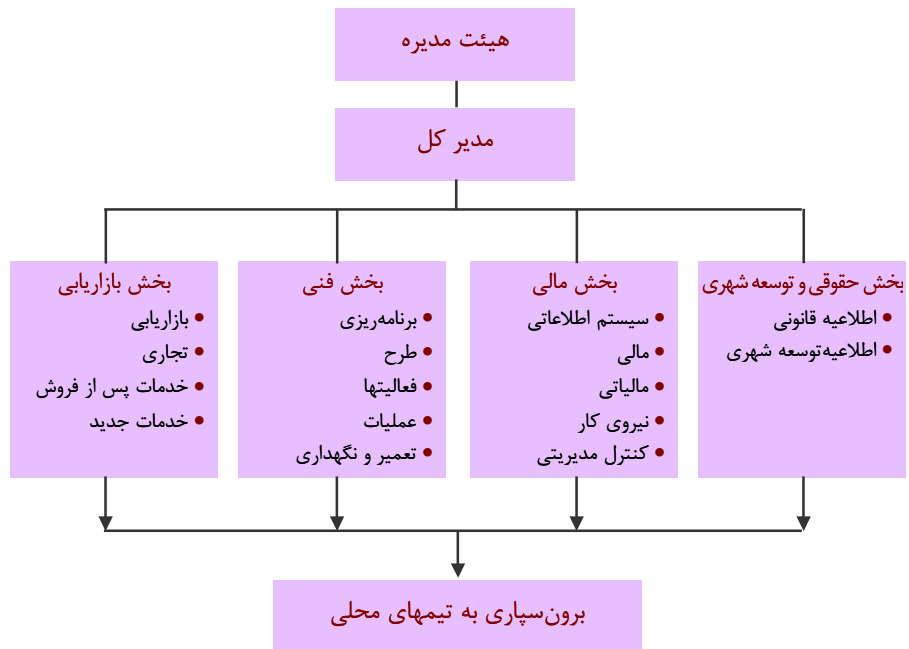 هیئت مدیره
مدیر کل
بخش حقوقی و توسعه شهری
• اطلاعیه قانونی
• اطلاعیه‌توسعه شهری
بخش مالی
• سیستم اطلاعاتی
• مالی
• مالیاتی
• نیروی کار
• کنترل مدیریتی
بخش فنی
• برنامه‌ریزی
• طرح
• فعالیتها
• عملیات
• تعمیر و نگهداری
بخش بازاریابی
• بازاریابی
• تجاری
• خدمات پس از فروش
• خدمات جدید
برون‌سپاری به تیمهای محلی